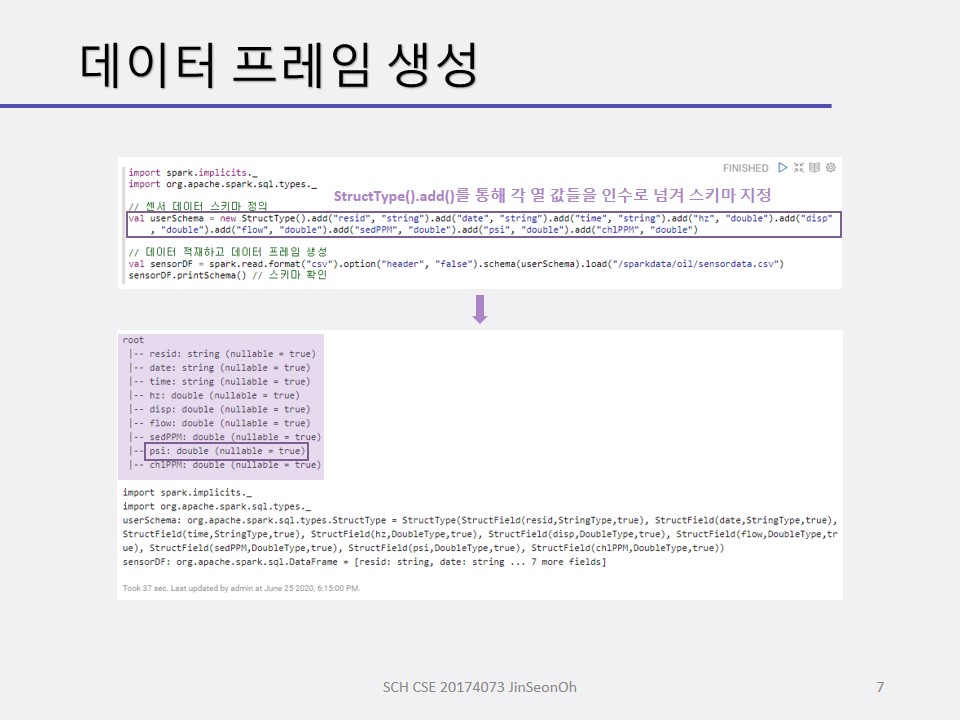 데이터 프레임 생성
FINISHED
import spark.implicits._
import org.apache.spark.sql.types._
StructType().add()를 통해 각 열 값들을 인수로 넘겨 스키마 지정
// 센서 데이터 스키마 정의
val userSchema = new StructType().add("resid", "string").add("date", "string").add("time", "string").add("hz", "double").add("disp"
, "double").add("flow", "double").add("sedPPM", "double").add("psi", "double").add("chlPPM", "double")
// 데이터 적재하고 데이터 프레임 생성
val sensorDF = spark.read.format("csv").option("header", "false").schema(userSchema).load("/sparkdata/oil/sensordata.csv")
sensorDF.printSchema() // 스키마 확인
root
|-- resid: string (nullable = true)
|-- date: string (nullable = true)
|-- time: string (nullable = true)
|-- hz: double (nullable = true)
|-- disp: double (nullable = true)
|-- flow: double (nullable = true)
|-- sedPPM: double (nullable = true)
|-- psi: double (nullable = true)
|-- chlPPM: double (nullable = true)
import spark.implicits._
import org.apache.spark.sql.types._
userSchema: org.apache.spark.sql.types.StructType = StructType(StructField(resid,StringType,true), StructField(date,StringType,true),
StructField(time,StringType,true), StructField(hz,DoubleType,true), StructField(disp,DoubleType,true), StructField(flow,DoubleType,tr
ue), StructField(sedPPM,DoubleType,true), StructField(psi,DoubleType,true), StructField(chlPPM,DoubleType,true))
sensorDF: org.apache.spark.sql.DataFrame = [resid: string, date: string ... 7 more fields]
Took 37 sec. Last updated by admin at June 25 2020, 6:15:00 PM.
SCH CSE 20174073 JinSeonOh
7